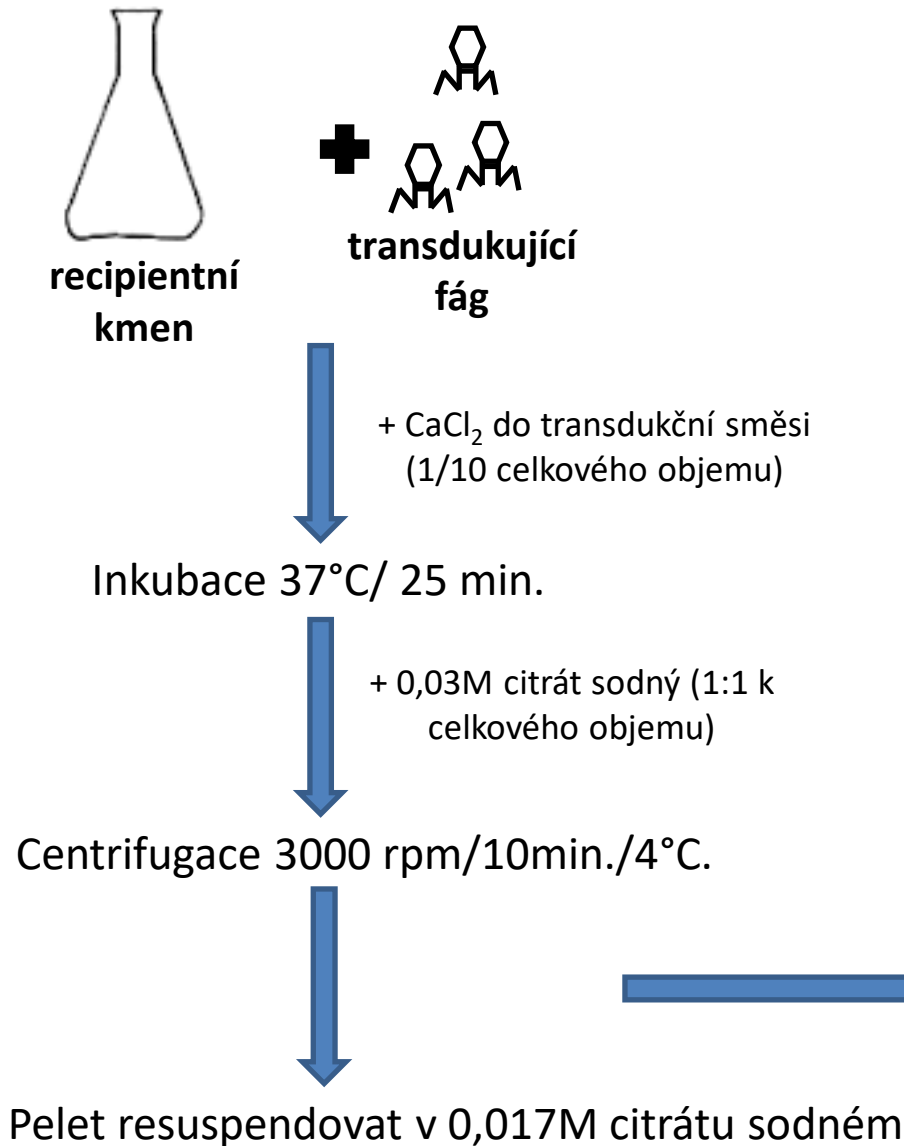 recipientní
kmen
transdukující
fág
+ CaCl₂ do transdukční směsi
(1/10 celkového objemu)
Inkubace 37°C/ 25 min.
+ 0,03M citrát sodný (1:1 k
celkového objemu)
Centrifugace 3000 rpm/10min./4°C.
Pelet resuspendovat v 0,017M citrátu sodném